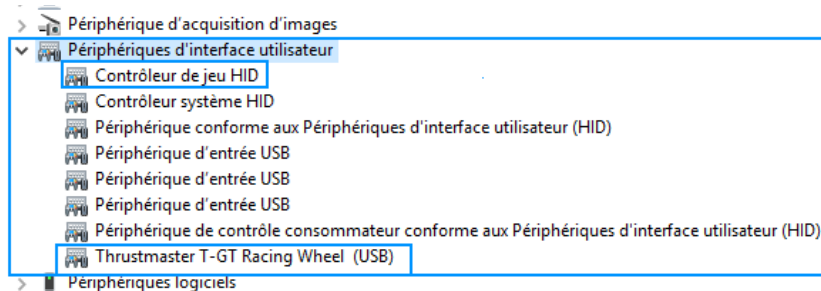 Périphérique d'acquisition d'images
Périphériques d'interface utilisateur
Contrôleur de jeu HID
Contrôleur système HID
Périphérique conforme aux Périphériques d'interface utilisateur (HID)
Périphérique d'entrée USB
Périphérique d'entrée USB
Périphérique d'entrée USB
Périphérique de contrôle consommateur conforme aux Périphériques d'interface utilisateur (HID)
Thrustmaster T-GT Racing Wheel (USB)
Périphériques logiciels